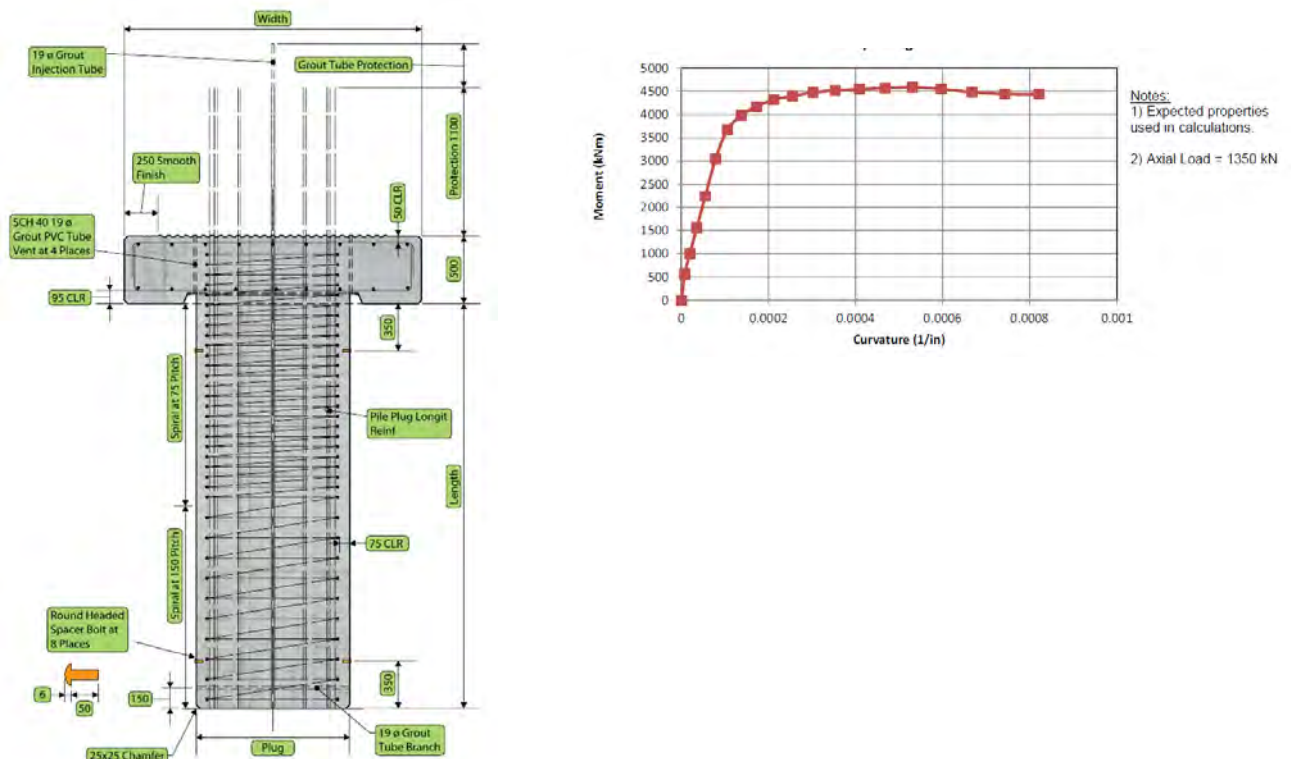 Width
19 ø Grout
Injection Tube
Grout Tube Protection
250 Smooth
Finish
Protection 1100
50 CLR
SCH 40 19 ø
Grout PVC Tube
Vent at 4 Places
500
95 CLR
350
Spiral at 75 Pitch
Pile Plug Longit
Reinf
Length
75 CLR
Spiral at 150 Pitch
Round Headed
Spacer Bolt at
8 Places
6
50
150
350
25x25 Chamfer
Plug
19 ø Grout
Tube Branch
Moment (kNm)
5000
4500
4000
3500
3000
2500
2000
1500
1000
500
0
0
0.0002
0.0004
0.0006
0.0008
0.001
Curvature (1/in)
Notes:
1) Expected properties
used in calculations.
2) Axial Load = 1350 kN